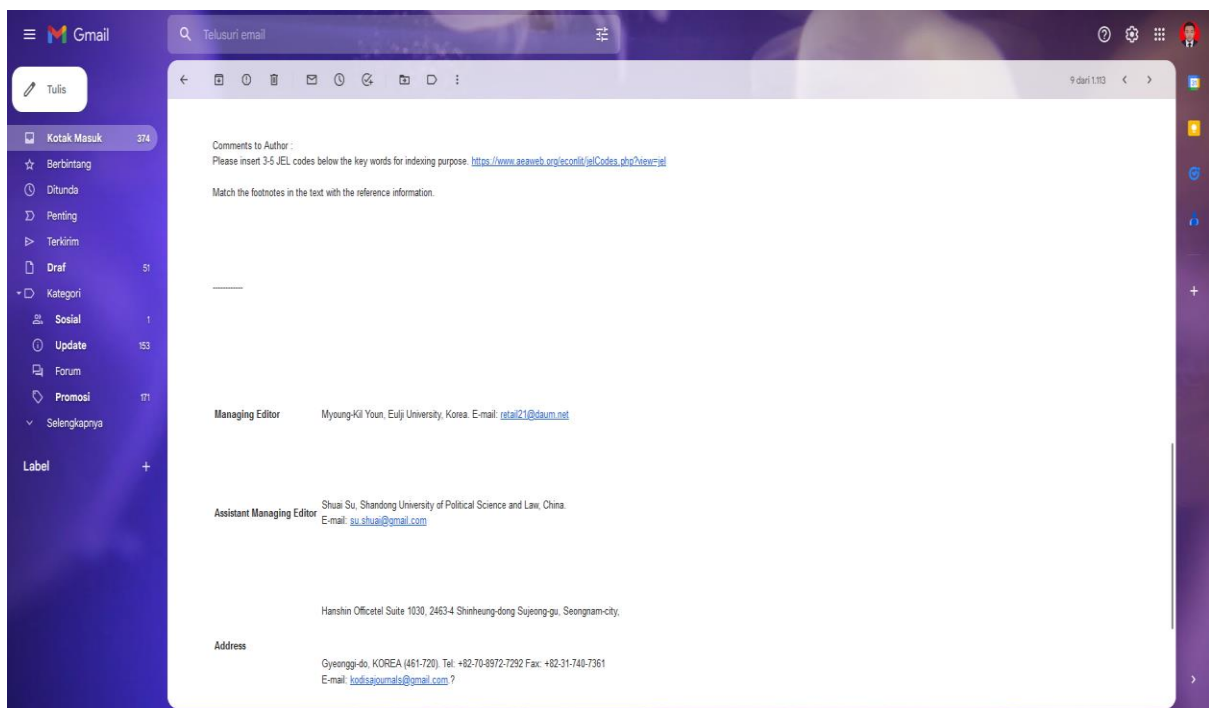 Gmail
Telusuri email
Tulis
9 dari 1.113
Kotak Masuk 374
Berbintang
Ditunda
Penting
Terkirim
Draf 51
Kategori
Sosial 1
Update 153
Forum
Promosi 171
Selengkapnya
Label
Comments to Author :
Please insert 3-5 JEL codes below the key words for indexing purpose. https://www.aeaweb.org/econlit/jelCodes.php?view=jel
Match the footnotes in the text with the reference information.
----------
Managing Editor Myoung-Kil Youn, Eulji University, Korea. E-mail: retail21@daum.net
Shuai Su, Shandong University of Political Science and Law, China.
Assistant Managing Editor
E-mail: su.shuai@gmail.com
Hanshin Officetel Suite 1030, 2463-4 Shinheung-dong Sujeong-gu, Seongnam-city,
Address
Gyeonggi-do, KOREA (461-720). Tel: +82-70-8972-7292 Fax: +82-31-740-7361
E-mail: kodisajournals@gmail.com.?